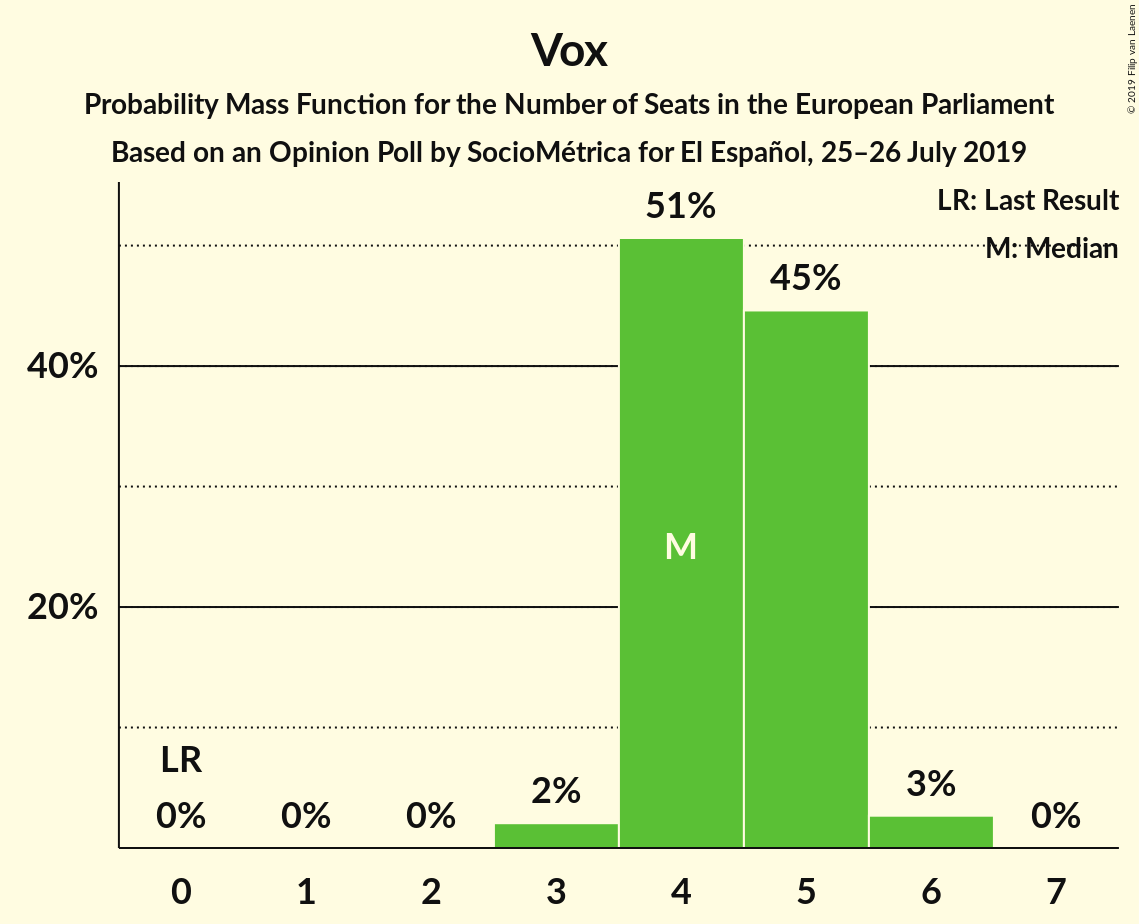 Vox
Probability Mass Function for the Number of Seats in the European Parliament
Based on an Opinion Poll by SocioMétrica for El Español, 25–26 July 2019
© 2019 Filip van Laenen
LR: Last Result
M: Median
51%
45%
40%
M
20%
LR
0% 0% 0% 2% 3% 0%
0 1 2 3 4 5 6 7